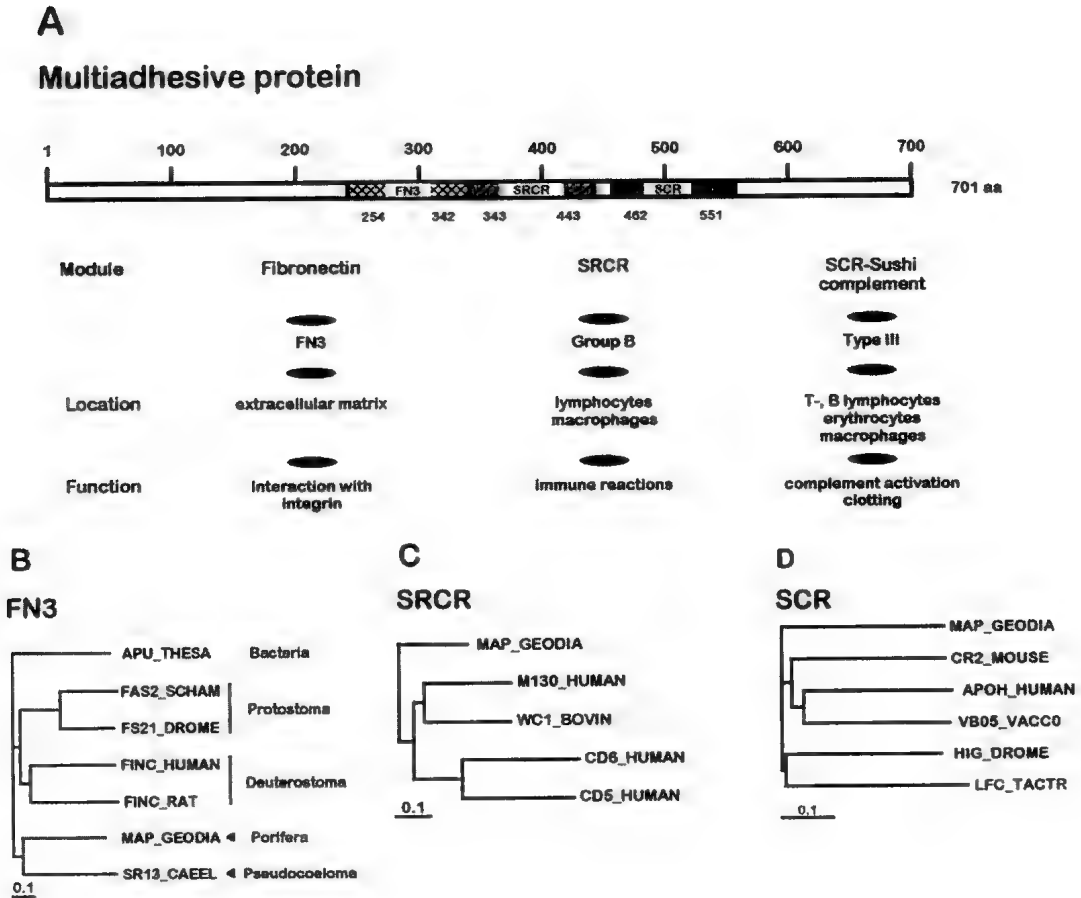 A
Multiadhesive protein
1 100 200 300 400 500 600 700
FN3 SRCR SCR 701 aa
254 342 343 443 462 551
Module Fibronectin SRCR SCR-Sushi
complement
FN3 Group B Type III
Location extracellular matrix lymphocytes
macrophages T-, B lymphocytes
erythrocytes
macrophages
Function Interaction with
integrin immune reactions complement activation
clotting
B
FN3
APU_THESA Bacteria
FAS2_SCHAM
Protostoma
FS21_DROME
FINC_HUMAN
Deuterostoma
FINC_RAT
MAP_GEODIA Porifera
SR13_CAEEL Pseudocoeloma
0.1
C
SRCR
MAP_GEODIA
M130_HUMAN
WC1_BOVIN
CD6_HUMAN
CD5_HUMAN
0.1
D
SCR
MAP_GEODIA
CR2_MOUSE
APOH_HUMAN
VB05_VACC0
HIG_DROME
LFC_TACTR
0.1